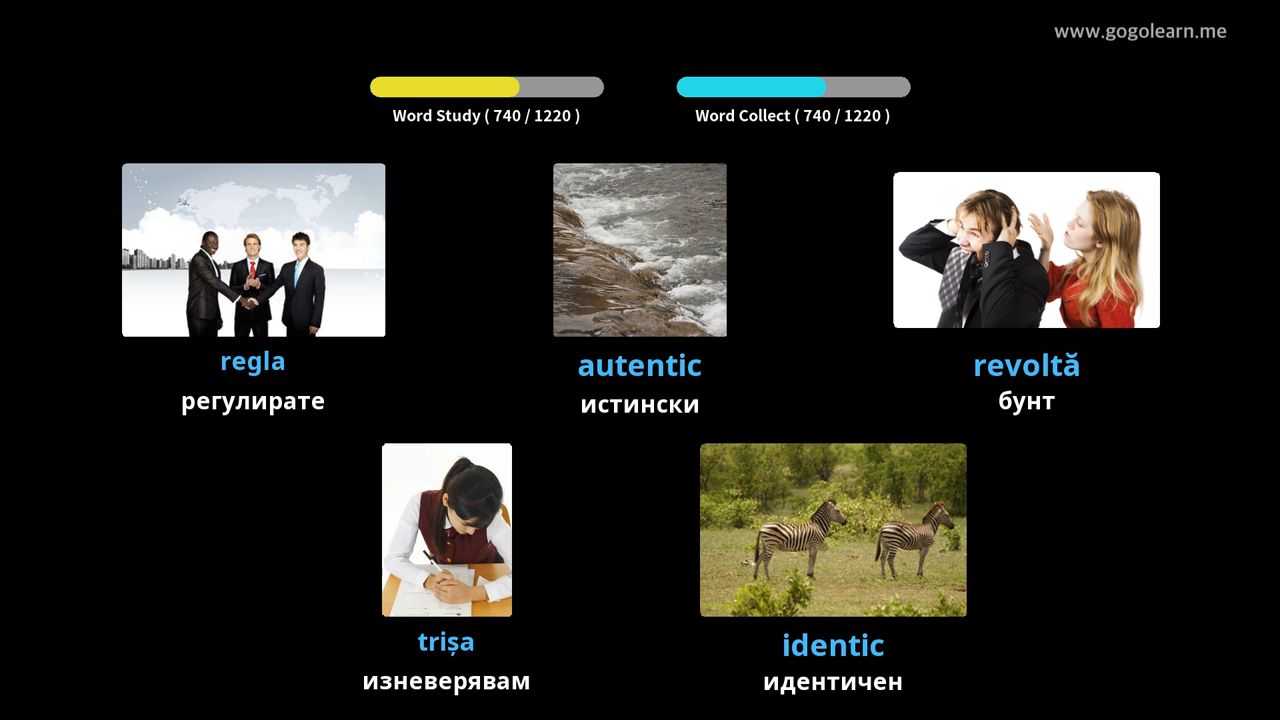 www.gogolearn.me
Word Study ( 740 / 1220 )
Word Collect ( 740 / 1220 )
regla
регулирате
autentic
истински
revoltă
бунт
trișa
изневерявам
identic
идентичен